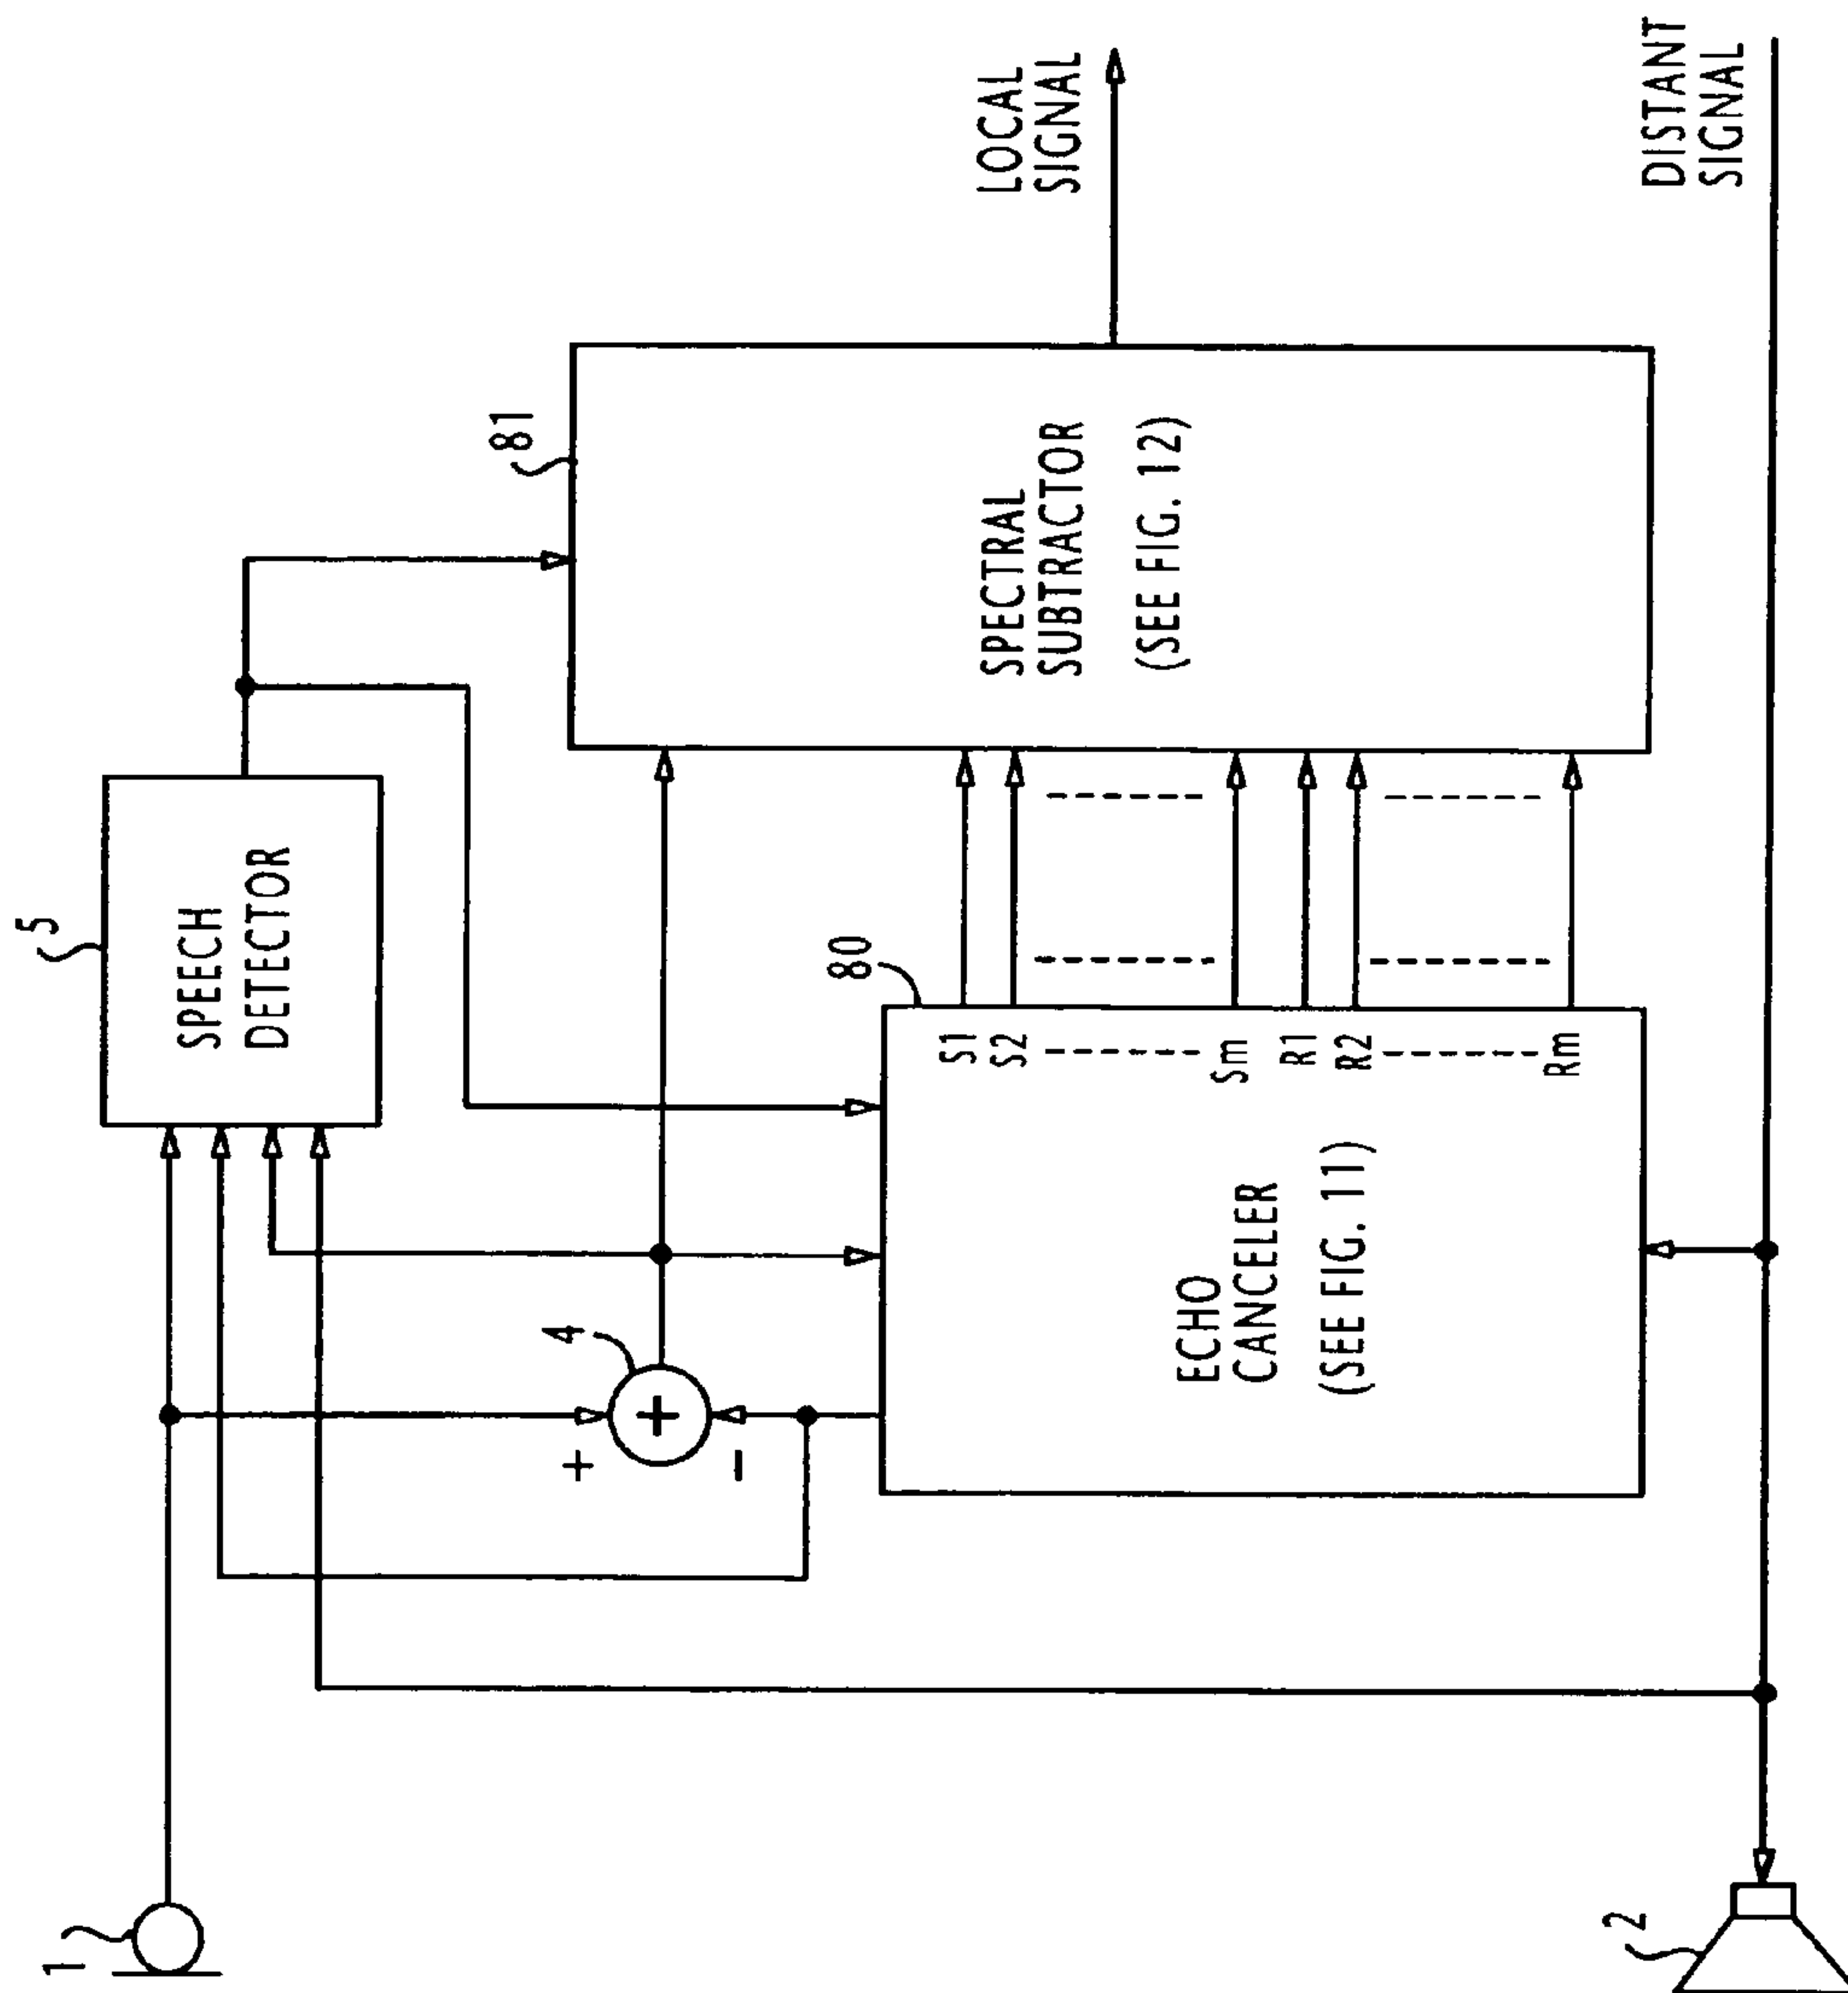 1
5
SPEECH
DETECTOR
4
+
+
-
81
SPECTRAL
SUBTRACTOR
(SEE FIG. 12)
LOCAL
SIGNAL
80
S1
S2
Sm
R1
R2
Rm
ECHO
CANCELER
(SEE FIG. 11)
2
DISTANT
SIGNAL